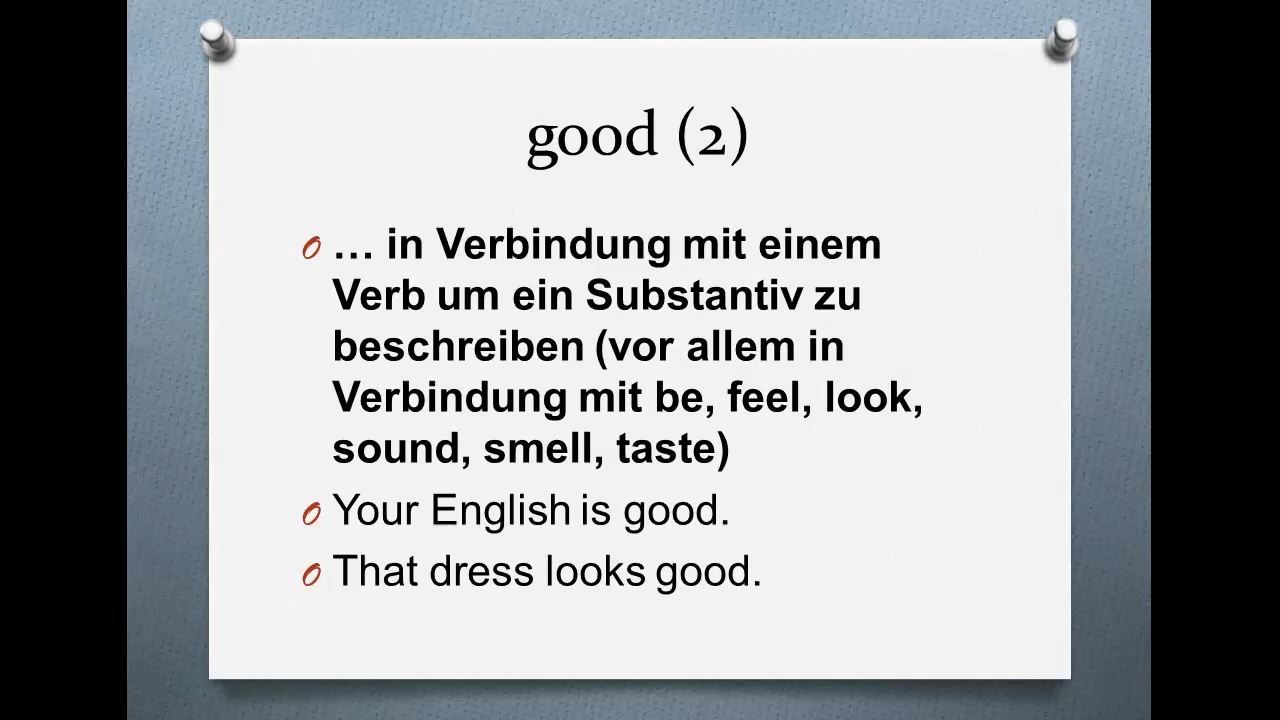 good (2)
… in Verbindung mit einem
Verb um ein Substantiv zu
beschreiben (vor allem in
Verbindung mit be, feel, look,
sound, smell, taste)
Your English is good.
That dress looks good.